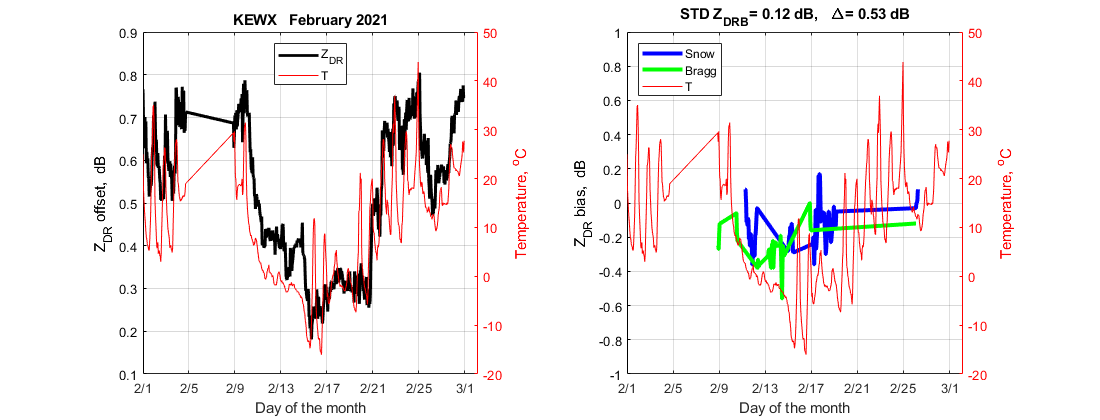 KEWX   February 2021
Z_DR
T
0.9
0.8
0.7
0.6
0.5
0.4
0.3
0.2
0.1
Z_DR offset,  dB
50
40
30
20
10
0
-10
-20
Temperature, °C
2/1 2/5 2/9 2/13 2/17 2/21 2/25 3/1
Day of the month
STD Z_DRB = 0.12 dB,   Δ = 0.53 dB
Snow
Bragg
T
1
0.8
0.6
0.4
0.2
0
-0.2
-0.4
-0.6
-0.8
-1
Z_DR bias,  dB
50
40
30
20
10
0
-10
-20
Temperature, °C
2/1 2/5 2/9 2/13 2/17 2/21 2/25 3/1
Day of the month